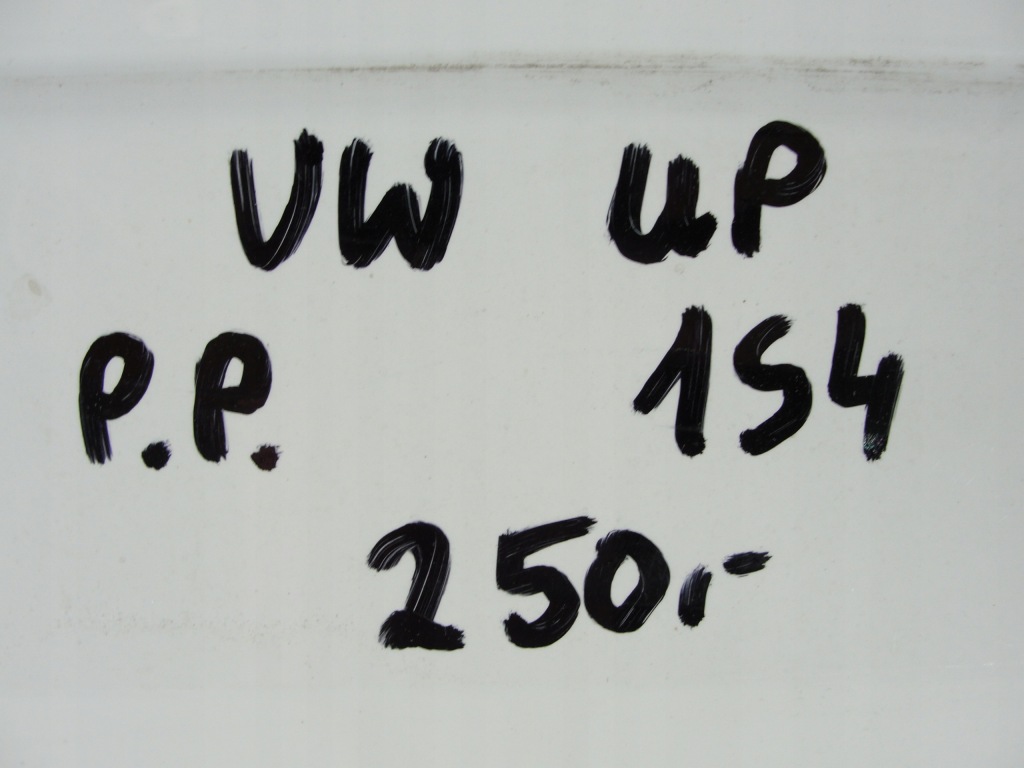 VW UP
P.P. 1S4
250,-